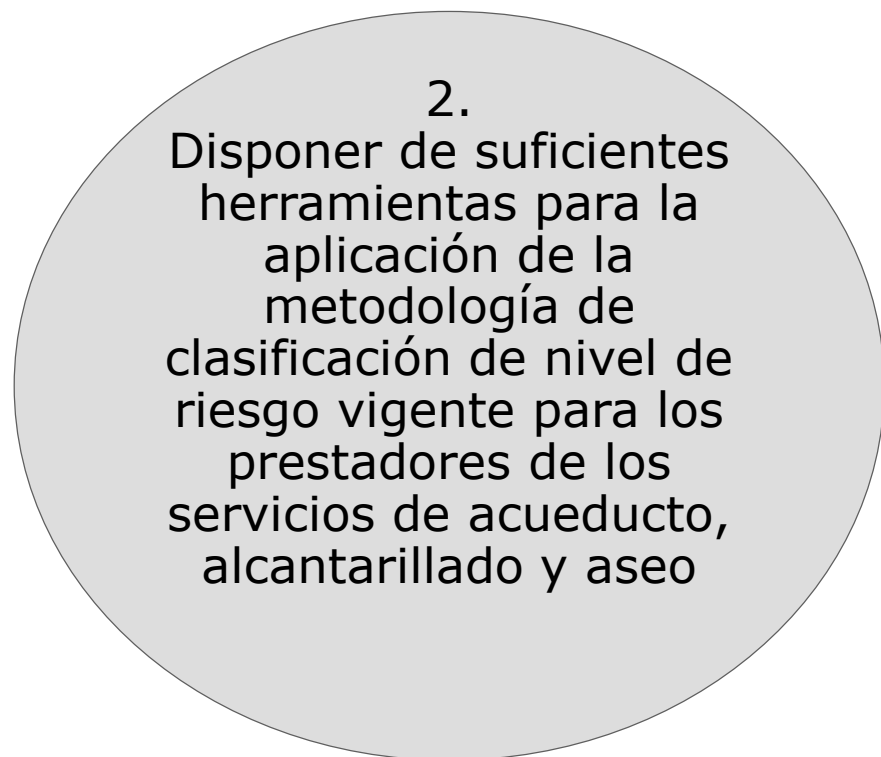 2.
Disponer de suficientes
herramientas para la
aplicación de la
metodología de
clasificación de nivel de
riesgo vigente para los
prestadores de los
servicios de acueducto,
alcantarillado y aseo